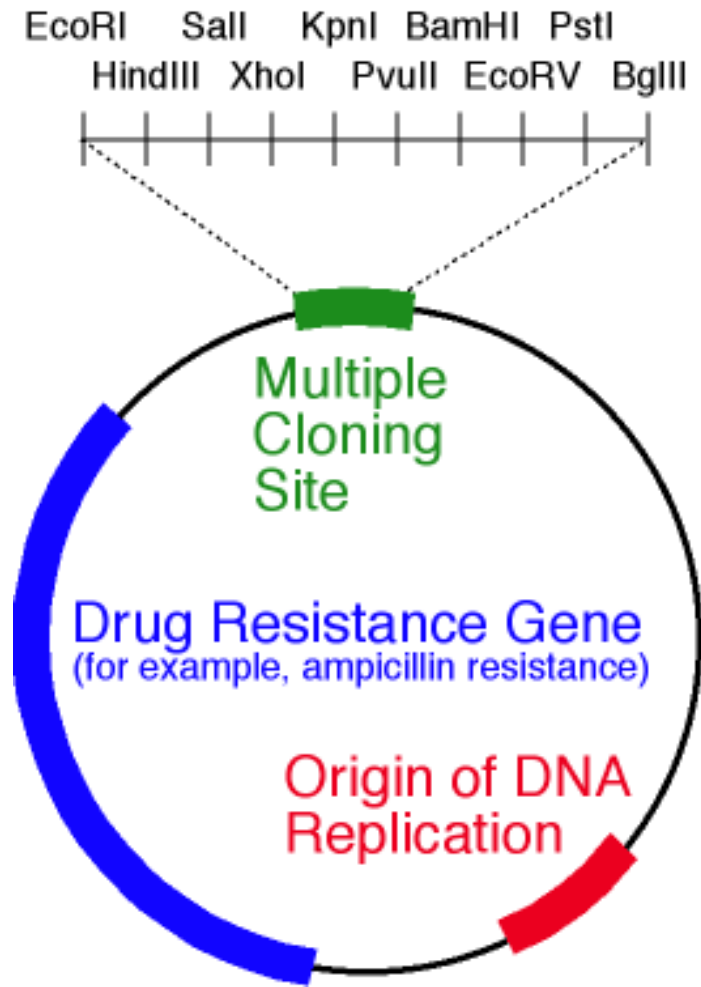 EcoRI SalI KpnI BamHI PstI
HindIII XhoI PvuII EcoRV BglII
Multiple
Cloning
Site
Drug Resistance Gene
(for example, ampicillin resistance)
Origin of DNA
Replication